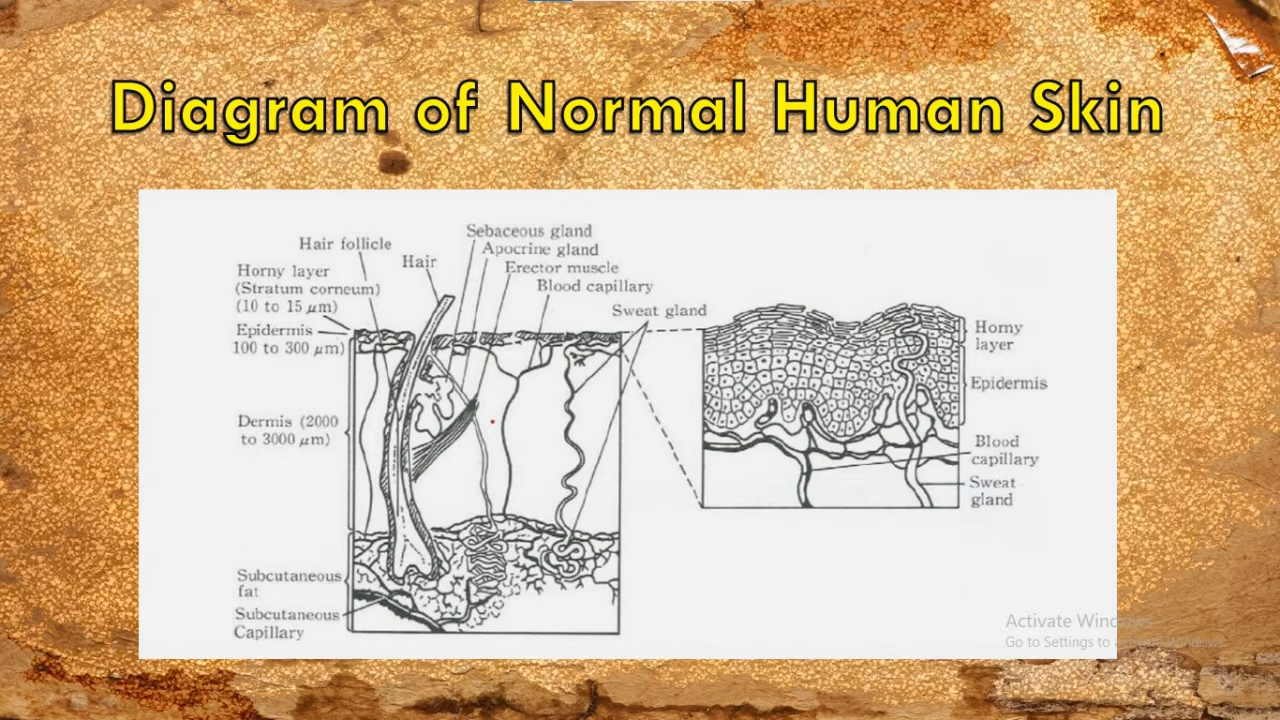 Diagram of Normal Human Skin
Sebaceous gland
Hair follicle
Apocrine gland
Hair
Erector muscle
Horny layer
(Stratum corneum)
(10 to 15 μm)
Blood capillary
Sweat gland
Epidermis
100 to 300 μm)
Dermis (2000
to 3000 μm)
Subcutaneous
fat
Subcutaneous
Capillary
Horny
layer
Epidermis
Blood
capillary
Sweat
gland
Activate Windows
Go to Settings to activate Windows.